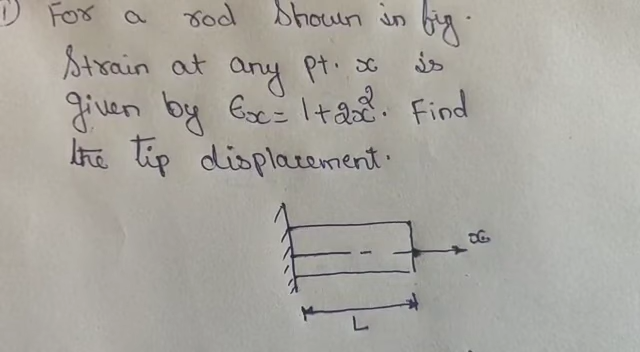 1) For a rod shown in fig.
Strain at any pt. x is
given by Ex = 1+2x². Find
the tip displacement.
x
L